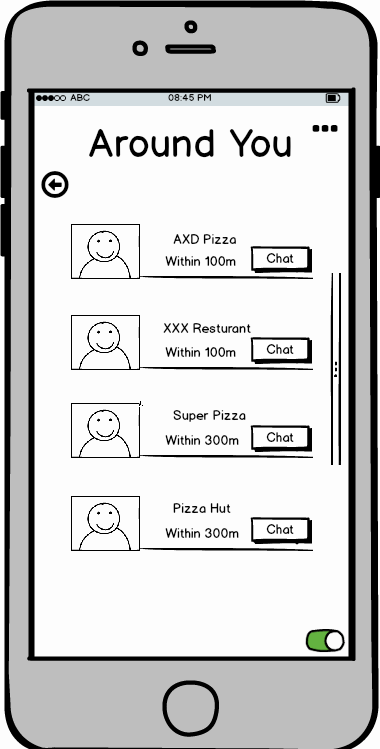 ABC 08:45 PM
Around You
AXD Pizza
Within 100m Chat
XXX Resturant
Within 100m Chat
Super Pizza
Within 300m Chat
Pizza Hut
Within 300m Chat